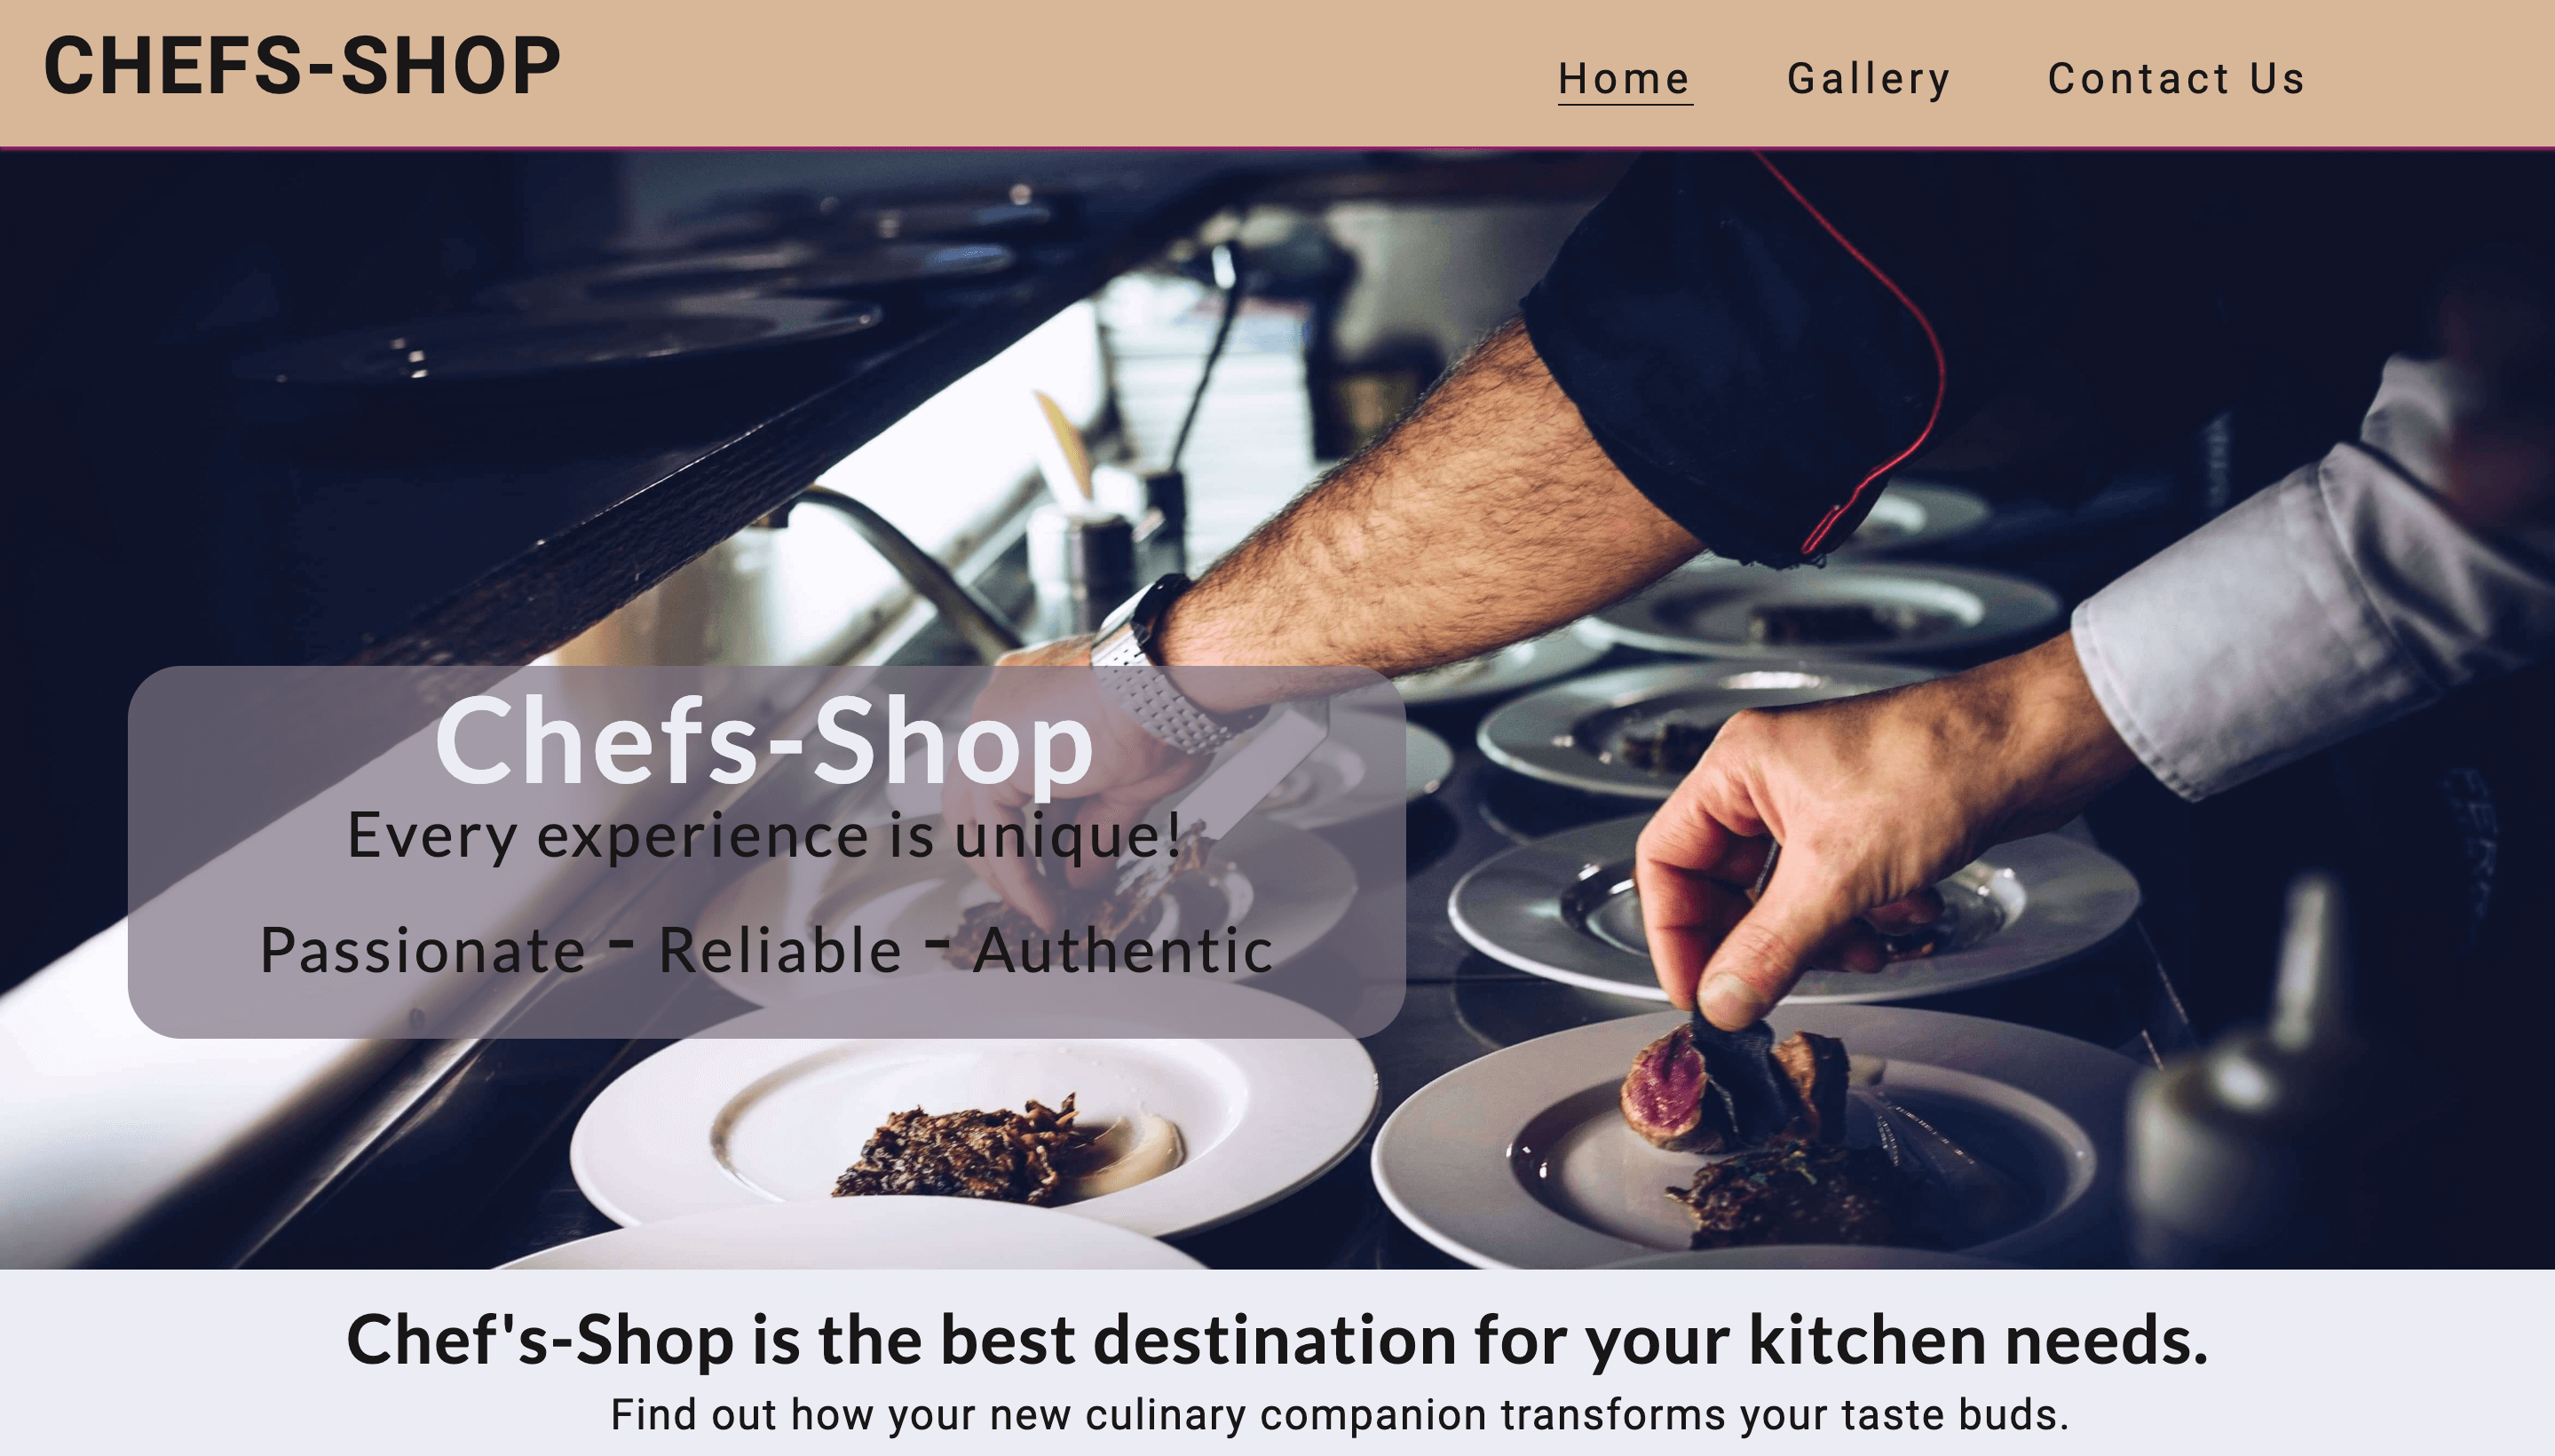 CHEFS-SHOP
Home Gallery Contact Us
Chefs-Shop
Every experience is unique!
Passionate - Reliable - Authentic
Chef's-Shop is the best destination for your kitchen needs.
Find out how your new culinary companion transforms your taste buds.